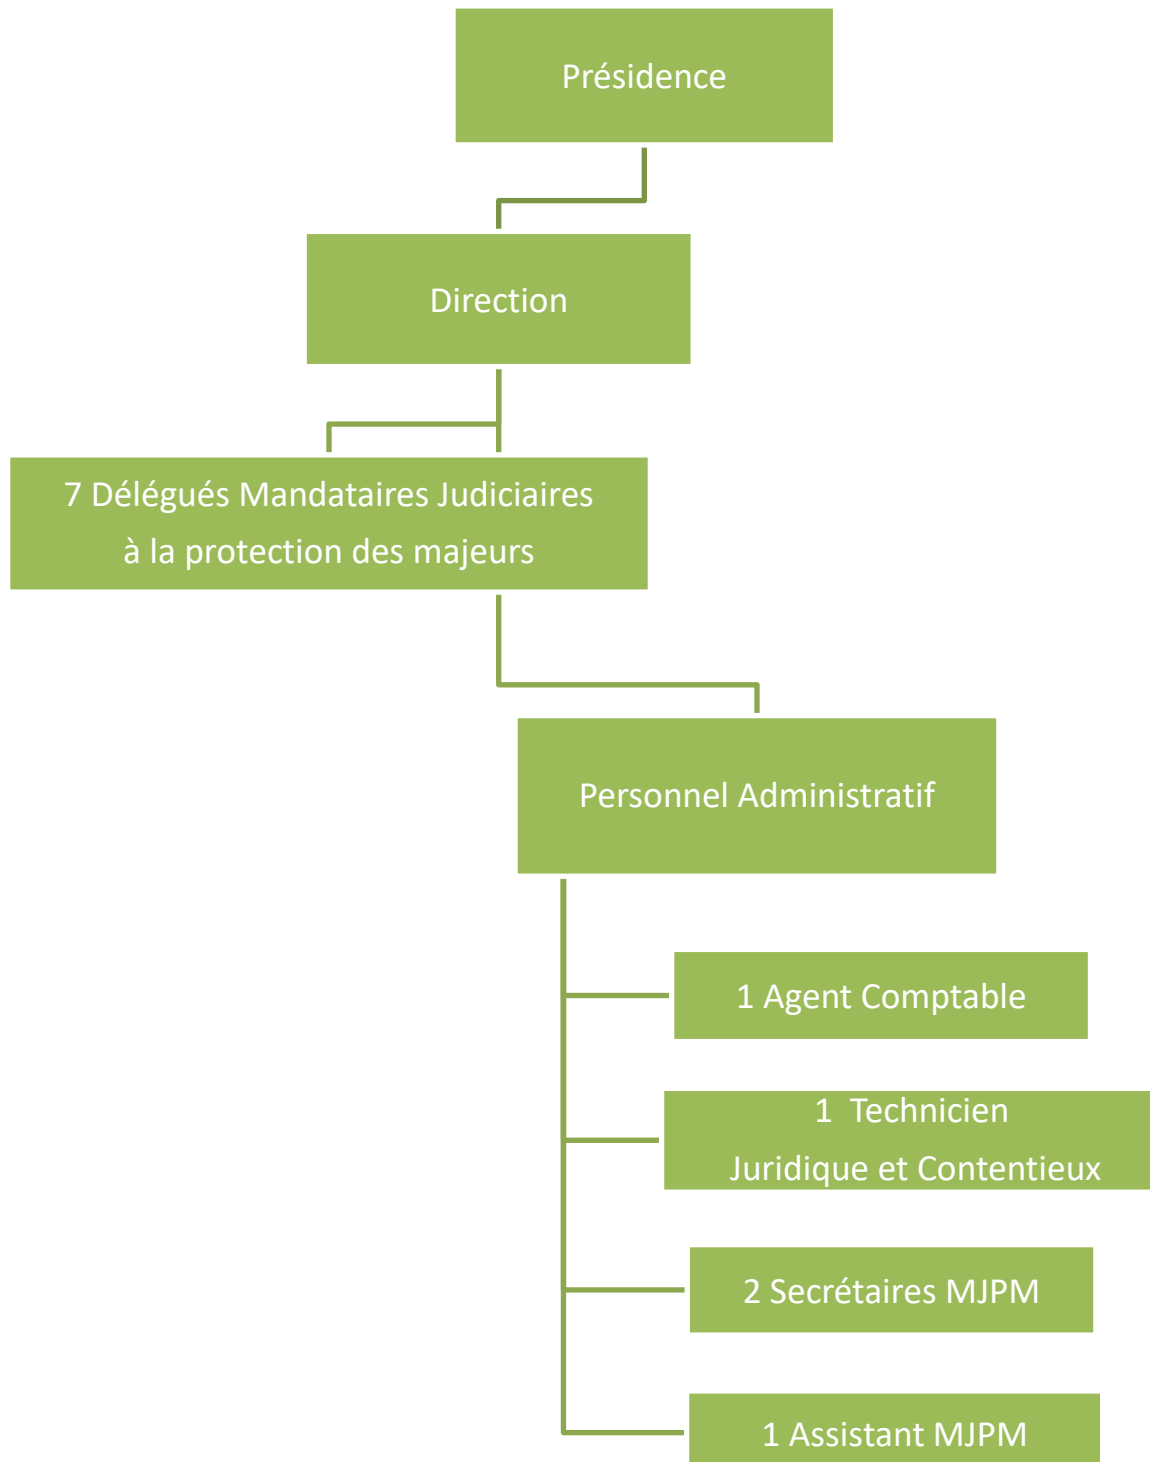 Présidence
Direction
7 Délégués Mandataires Judiciaires
à la protection des majeurs
Personnel Administratif
1 Agent Comptable
1 Technicien
Juridique et Contentieux
2 Secrétaires MJPM
1 Assistant MJPM